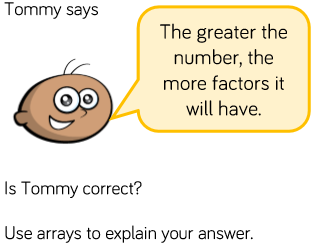 Tommy says
The greater the
number, the
more factors it
will have.
Is Tommy correct?
Use arrays to explain your answer.